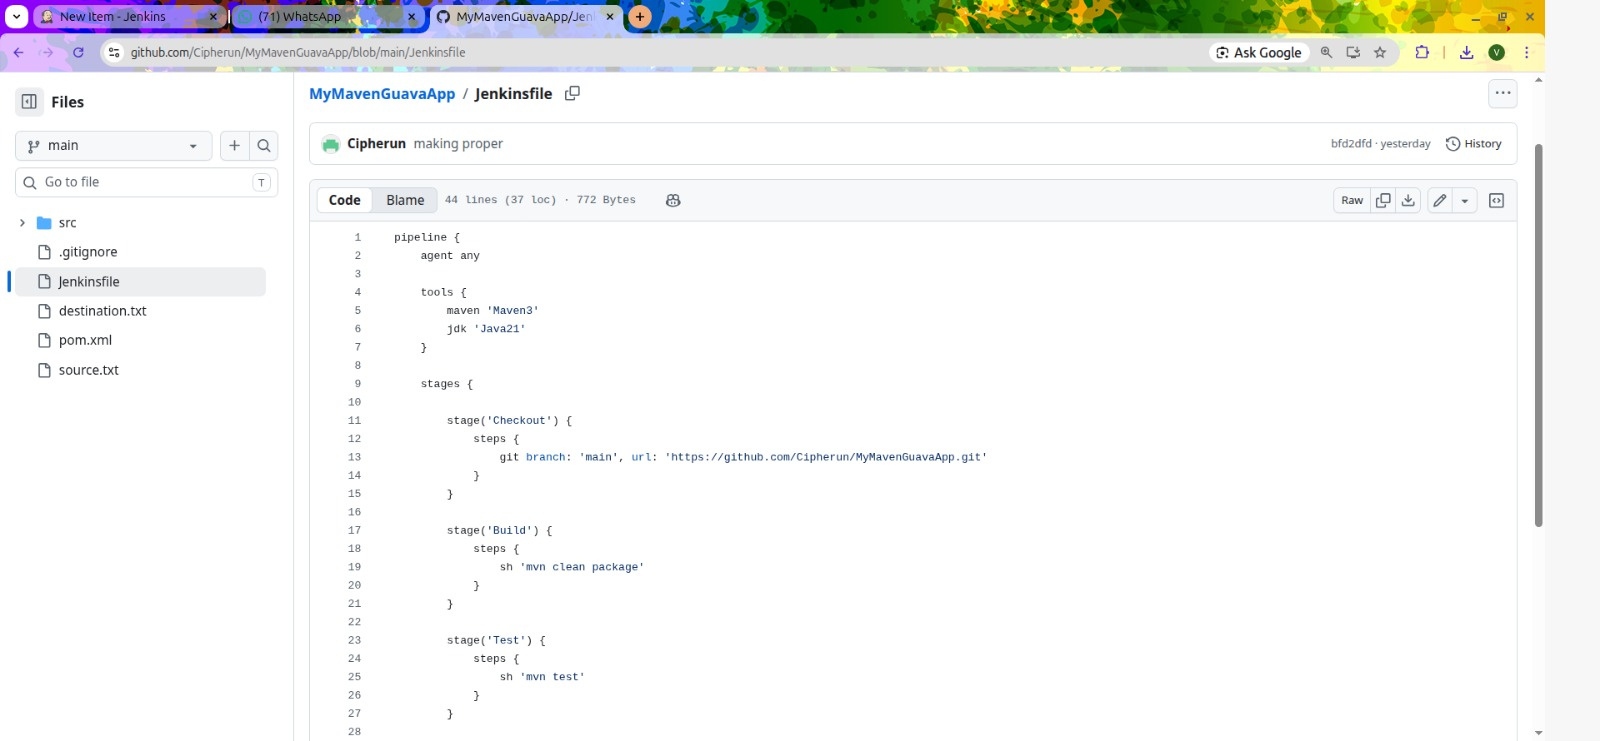 New Item - Jenkins
(71) WhatsApp
MyMavenGuavaApp/Jen
github.com/Cipherun/MyMavenGuavaApp/blob/main/Jenkinsfile
Ask Google
V
Files
main
Go to file
T
src
.gitignore
Jenkinsfile
destination.txt
pom.xml
source.txt
MyMavenGuavaApp / Jenkinsfile
Cipherun making proper
bfd2dfd · yesterday
History
Code
Blame
44 lines (37 loc) · 772 Bytes
Raw
1 pipeline {
2 agent any
3
4 tools {
5 maven 'Maven3'
6 jdk 'Java21'
7 }
8
9 stages {
10
11 stage('Checkout') {
12 steps {
13 git branch: 'main', url: 'https://github.com/Cipherun/MyMavenGuavaApp.git'
14 }
15 }
16
17 stage('Build') {
18 steps {
19 sh 'mvn clean package'
20 }
21 }
22
23 stage('Test') {
24 steps {
25 sh 'mvn test'
26 }
27 }
28